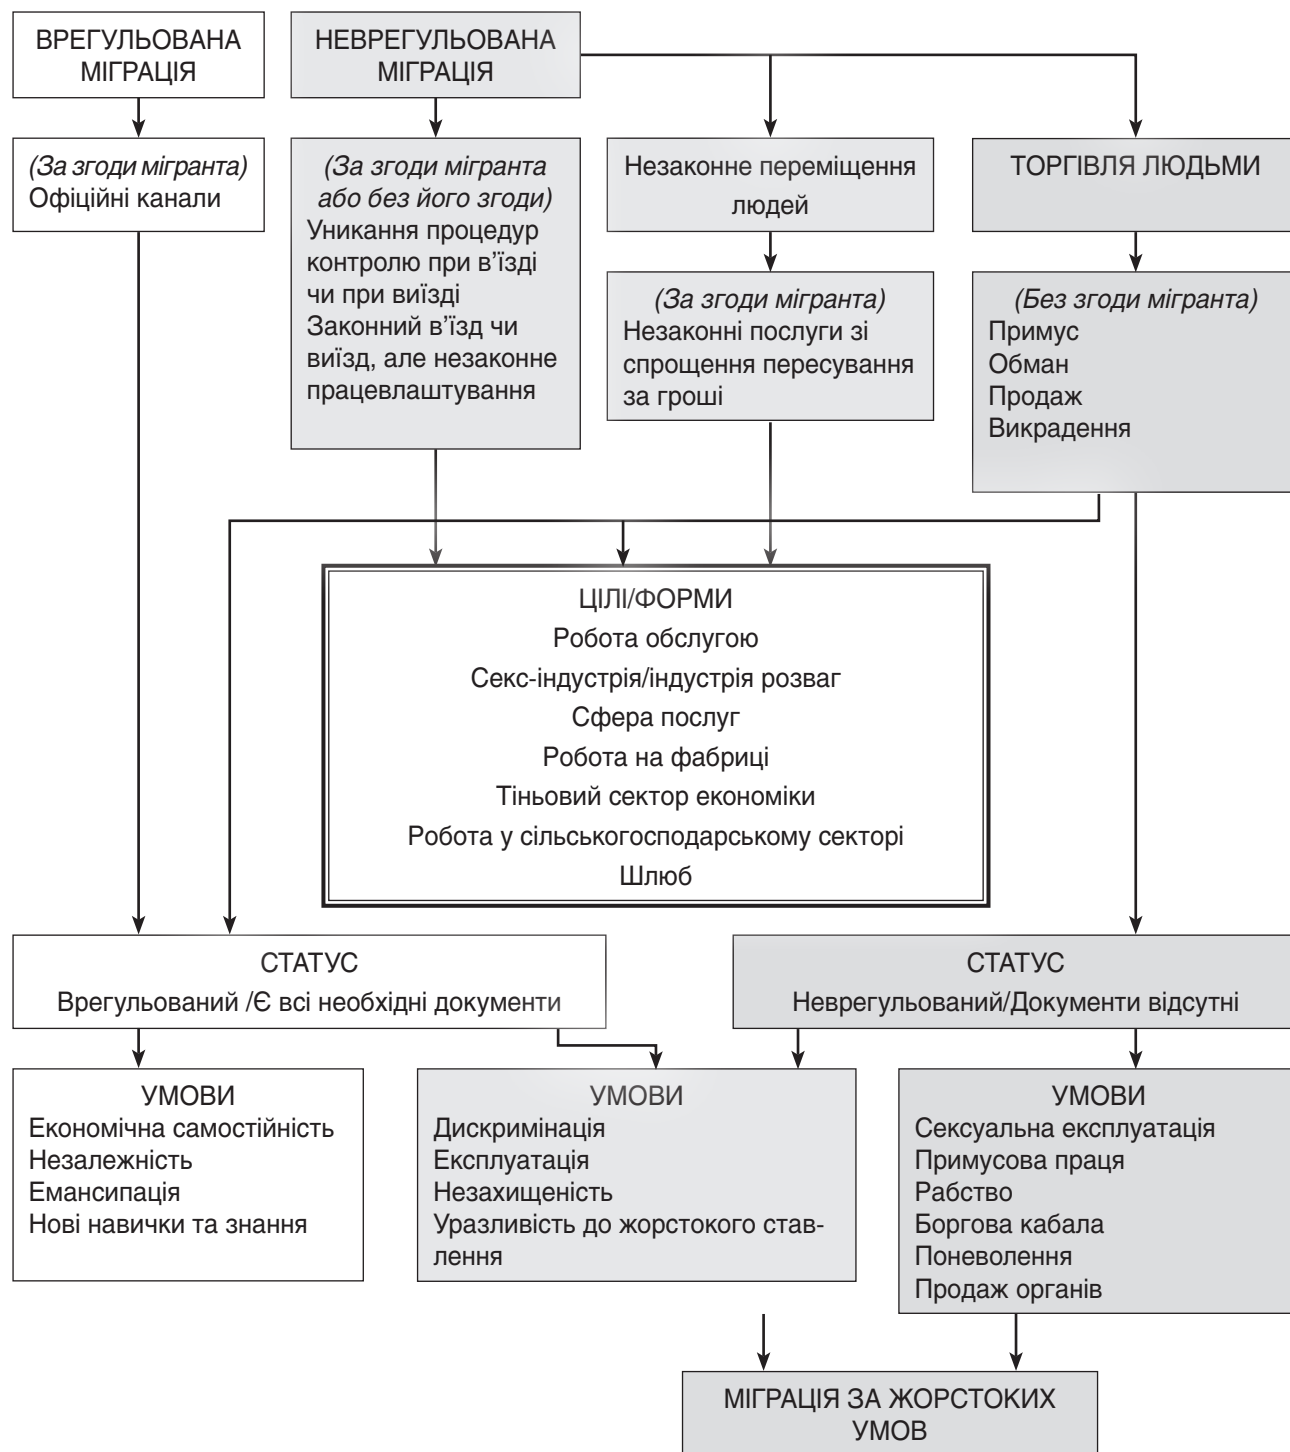 ВРЕГУЛЬОВАНА
МІГРАЦІЯ
НЕВРЕГУЛЬОВАНА
МІГРАЦІЯ
(За згоди мігранта)
Офіційні канали
(За згоди мігранта
або без його згоди)
Уникання процедур
контролю при в'їзді
чи при виїзді
Законний в'їзд чи
виїзд, але незаконне
працевлаштування
Незаконне переміщення
людей
ТОРГІВЛЯ ЛЮДЬМИ
(За згоди мігранта)
Незаконні послуги зі
спрощення пересування
за гроші
(Без згоди мігранта)
Примус
Обман
Продаж
Викрадення
ЦІЛІ/ФОРМИ
Робота обслугою
Секс-індустрія/індустрія розваг
Сфера послуг
Робота на фабриці
Тіньовий сектор економіки
Робота у сільськогосподарському секторі
Шлюб
СТАТУС
Врегульований /Є всі необхідні документи
СТАТУС
Неврегульований/Документи відсутні
УМОВИ
Економічна самостійність
Незалежність
Емансипація
Нові навички та знання
УМОВИ
Дискримінація
Експлуатація
Незахищеність
Уразливість до жорстокого став-
лення
УМОВИ
Сексуальна експлуатація
Примусова праця
Рабство
Боргова кабала
Поневолення
Продаж органів
МІГРАЦІЯ ЗА ЖОРСТОКИХ
УМОВ